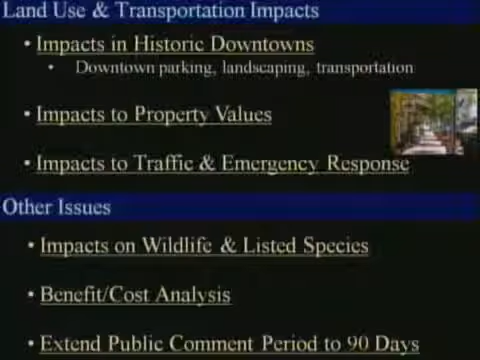 Land Use & Transportation Impacts
• Impacts in Historic Downtowns
• Downtown parking, landscaping, transportation
• Impacts to Property Values
• Impacts to Traffic & Emergency Response
Other Issues
• Impacts on Wildlife & Listed Species
• Benefit/Cost Analysis
• Extend Public Comment Period to 90 Days